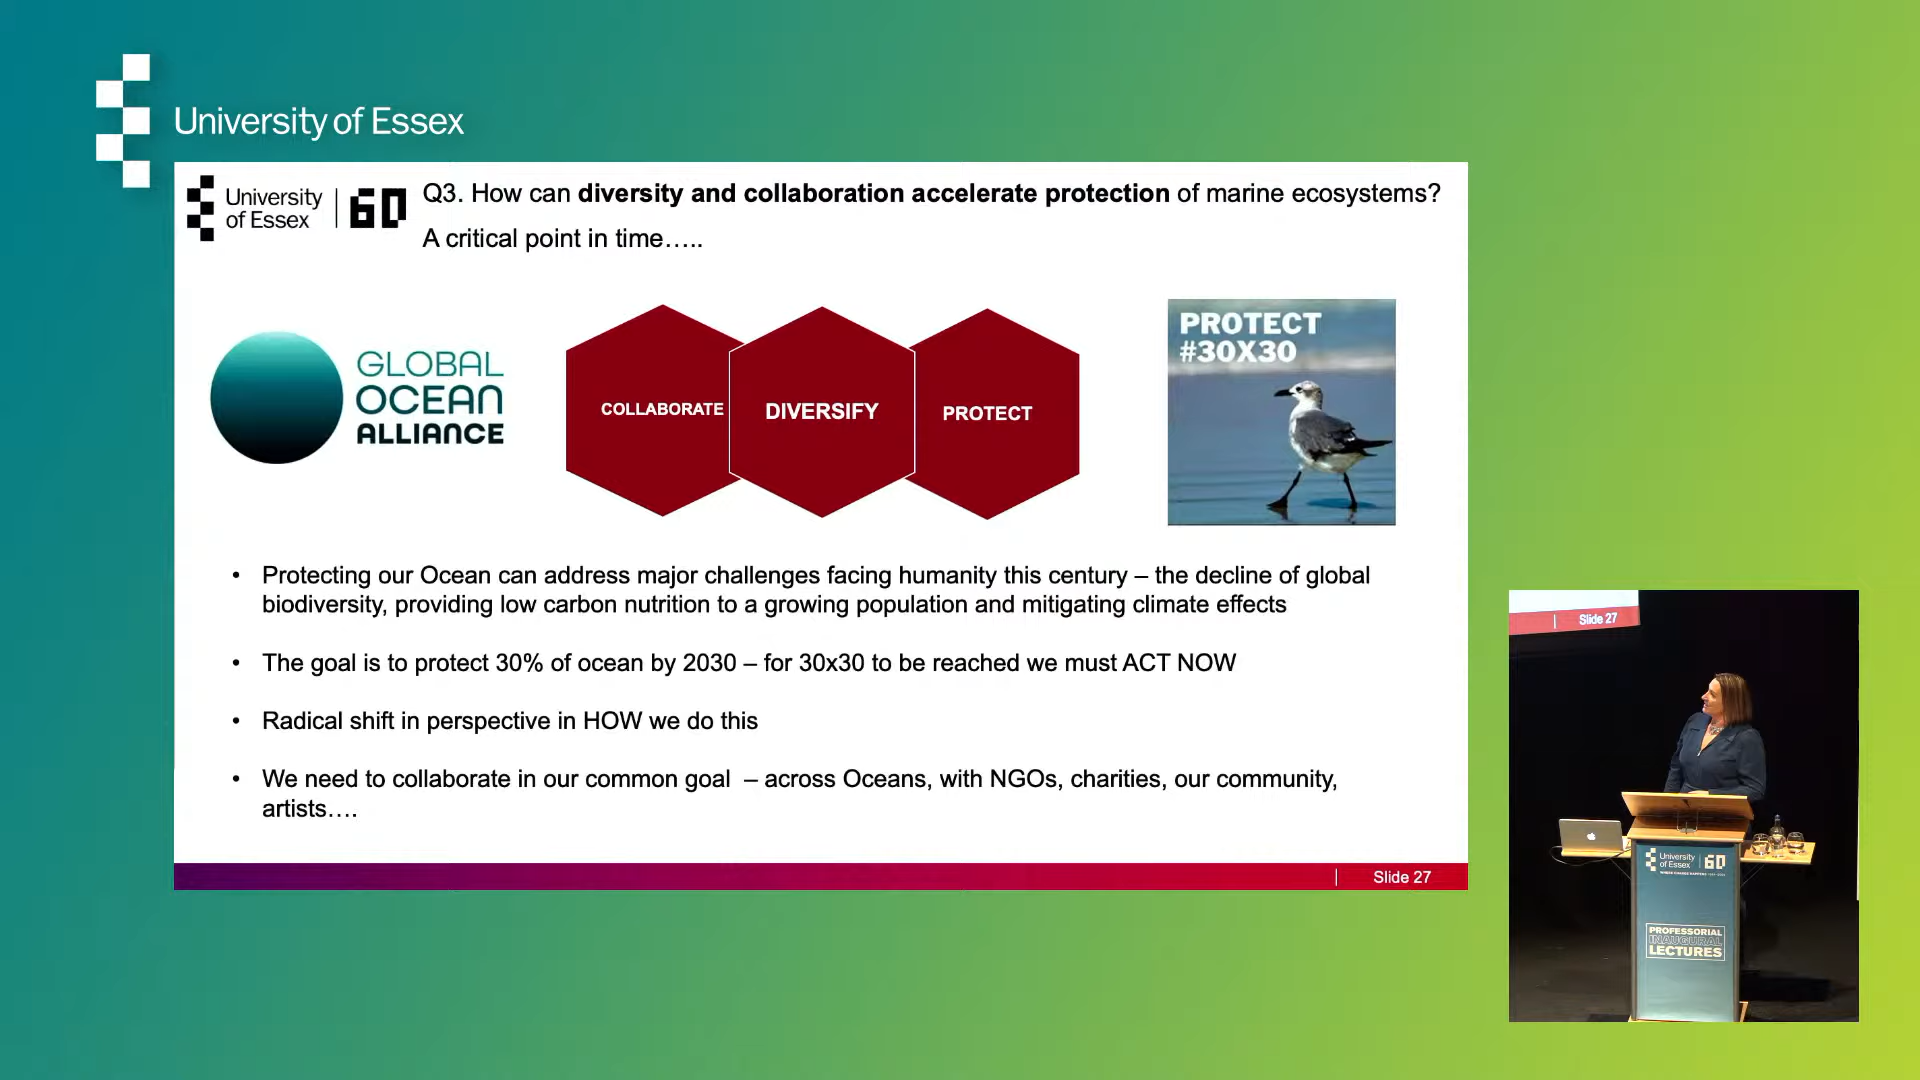 University of Essex
University
of Essex
60
Q3. How can diversity and collaboration accelerate protection of marine ecosystems?
A critical point in time…..
GLOBAL
OCEAN
ALLIANCE
COLLABORATE
DIVERSIFY
PROTECT
PROTECT
#30X30
• Protecting our Ocean can address major challenges facing humanity this century – the decline of global
biodiversity, providing low carbon nutrition to a growing population and mitigating climate effects
• The goal is to protect 30% of ocean by 2030 – for 30x30 to be reached we must ACT NOW
• Radical shift in perspective in HOW we do this
• We need to collaborate in our common goal – across Oceans, with NGOs, charities, our community,
artists….
Slide 27
Slide 27
University
of Essex
60
PROFESSORIAL
INAUGURAL
LECTURES